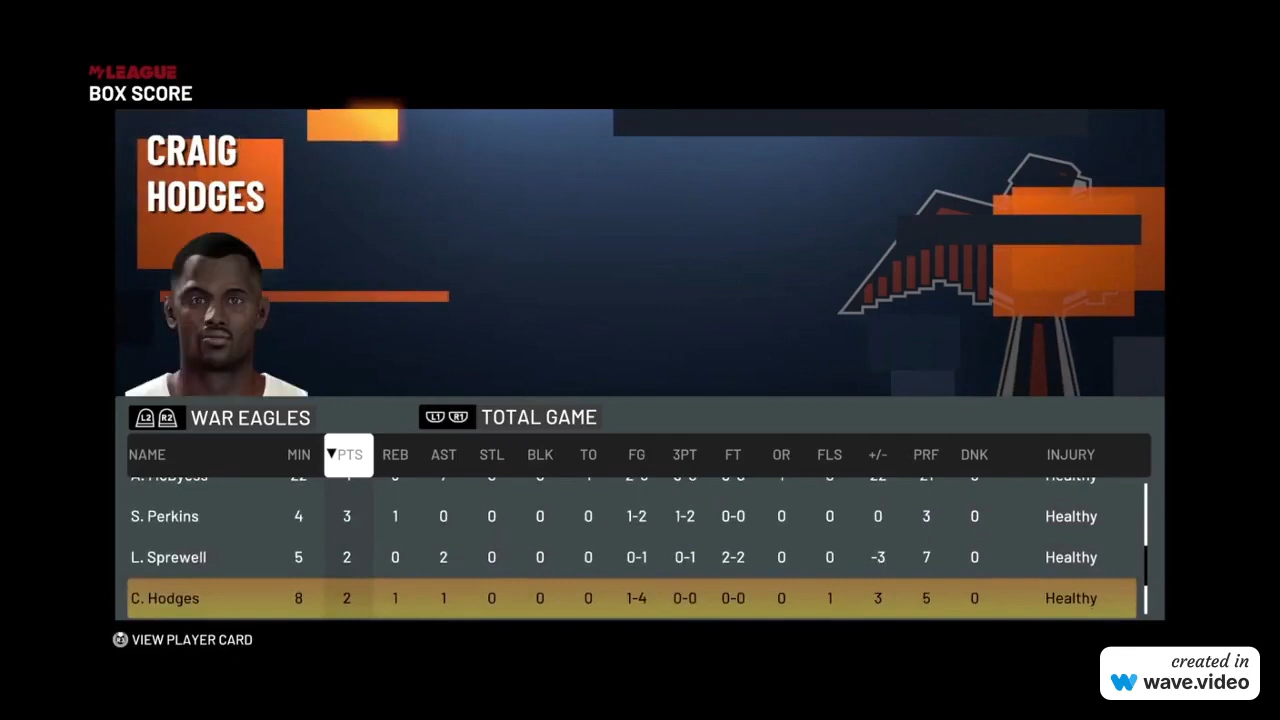 MyLEAGUE
BOX SCORE
CRAIG
HODGES
L2 R2 WAR EAGLES L1 R1 TOTAL GAME
NAME MIN ▼PTS REB AST STL BLK TO FG 3PT FT OR FLS +/- PRF DNK INJURY
S. Perkins 4 3 1 0 0 0 0 1-2 1-2 0-0 0 0 0 3 0 Healthy
L. Sprewell 5 2 0 2 0 0 0 0-1 0-1 2-2 0 0 -3 7 0 Healthy
C. Hodges 8 2 1 1 0 0 0 1-4 0-0 0-0 0 1 3 5 0 Healthy
VIEW PLAYER CARD
created in
wave.video